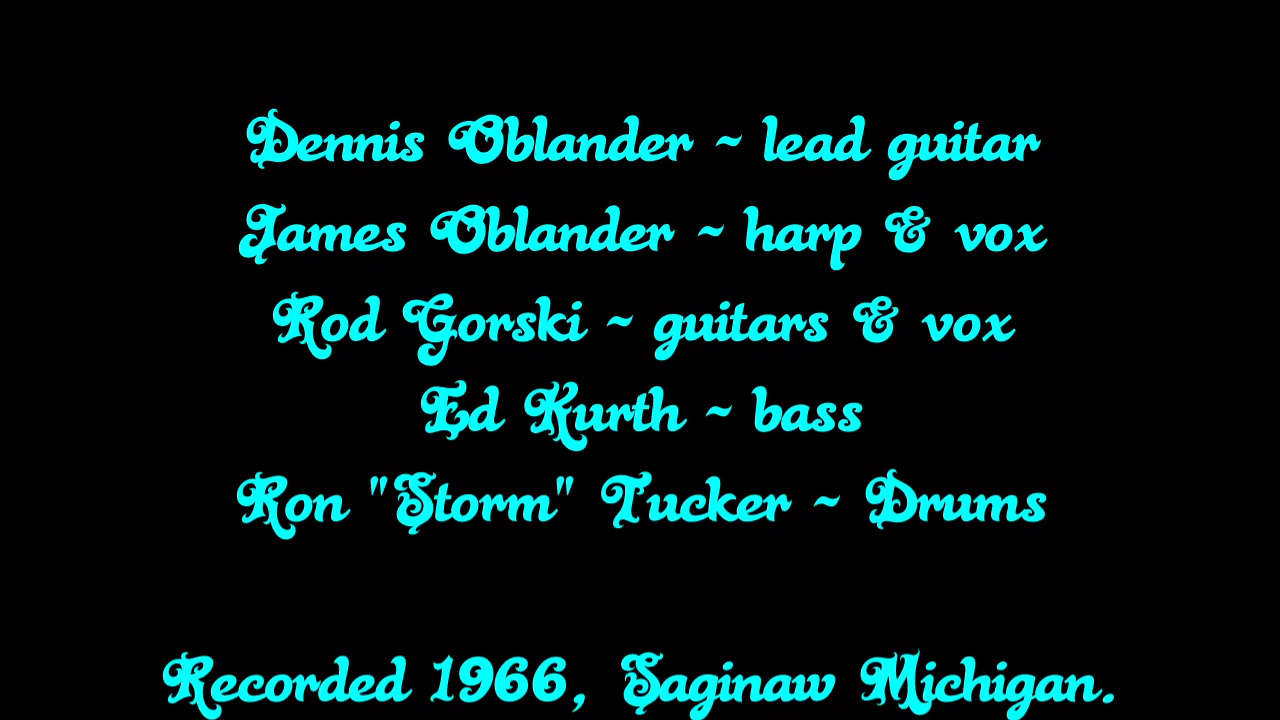 Dennis Oblander ~ lead guitar
James Oblander ~ harp & vox
Rod Gorski ~ guitars & vox
Ed Kurth ~ bass
Ron "Storm" Tucker ~ Drums
Recorded 1966, Saginaw Michigan.